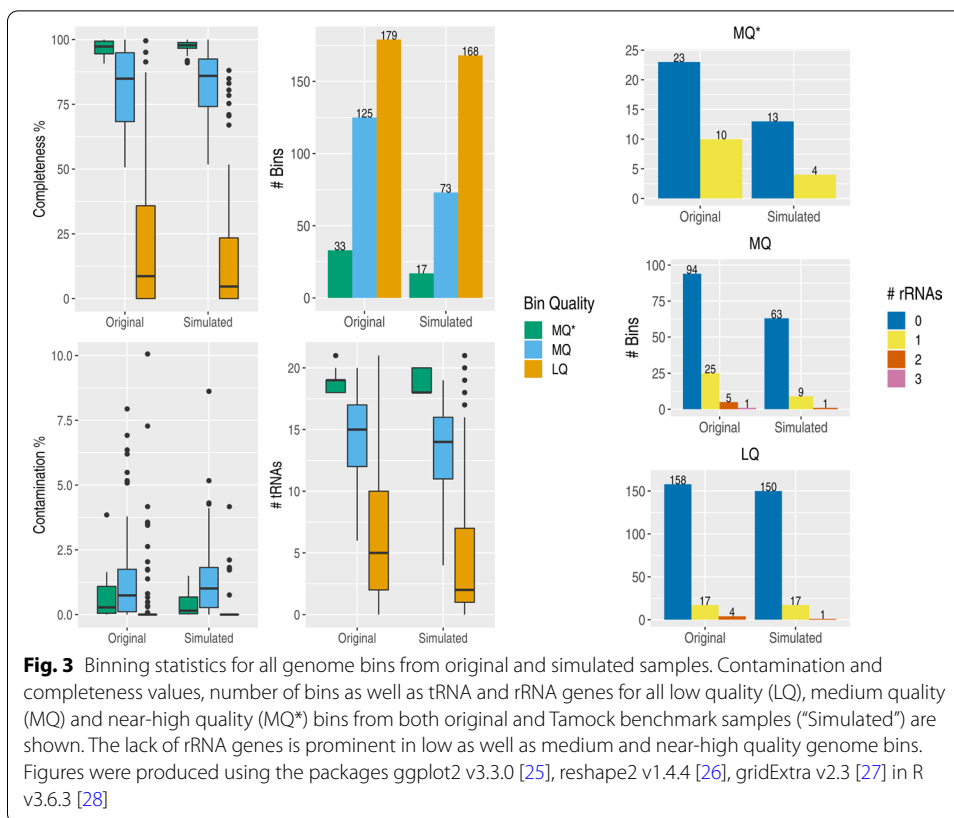 100
75
50
25
0
Completeness %
Original
Simulated
150
100
50
0
# Bins
179
168
125
73
33
17
Original
Simulated
10.0
7.5
5.0
2.5
0.0
Contamination %
Original
Simulated
20
15
10
5
0
# tRNAs
Original
Simulated
Bin Quality
MQ*
MQ
LQ
MQ*
25
20
15
10
5
0
23
10
13
4
Original
Simulated
MQ
100
75
50
25
0
# Bins
94
25
5
1
63
9
1
Original
Simulated
LQ
150
100
50
0
158
17
4
150
17
1
Original
Simulated
# rRNAs
0
1
2
3
Fig. 3 Binning statistics for all genome bins from original and simulated samples. Contamination and
completeness values, number of bins as well as tRNA and rRNA genes for all low quality (LQ), medium quality
(MQ) and near-high quality (MQ*) bins from both original and Tamock benchmark samples (“Simulated”) are
shown. The lack of rRNA genes is prominent in low as well as medium and near-high quality genome bins.
Figures were produced using the packages ggplot2 v3.3.0 [25], reshape2 v1.4.4 [26], gridExtra v2.3 [27] in R
v3.6.3 [28]